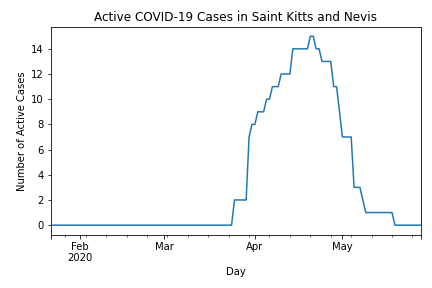 Active COVID-19 Cases in Saint Kitts and Nevis
Number of Active Cases
14
12
10
8
6
4
2
0
Feb
2020
Mar
Apr
May
Day